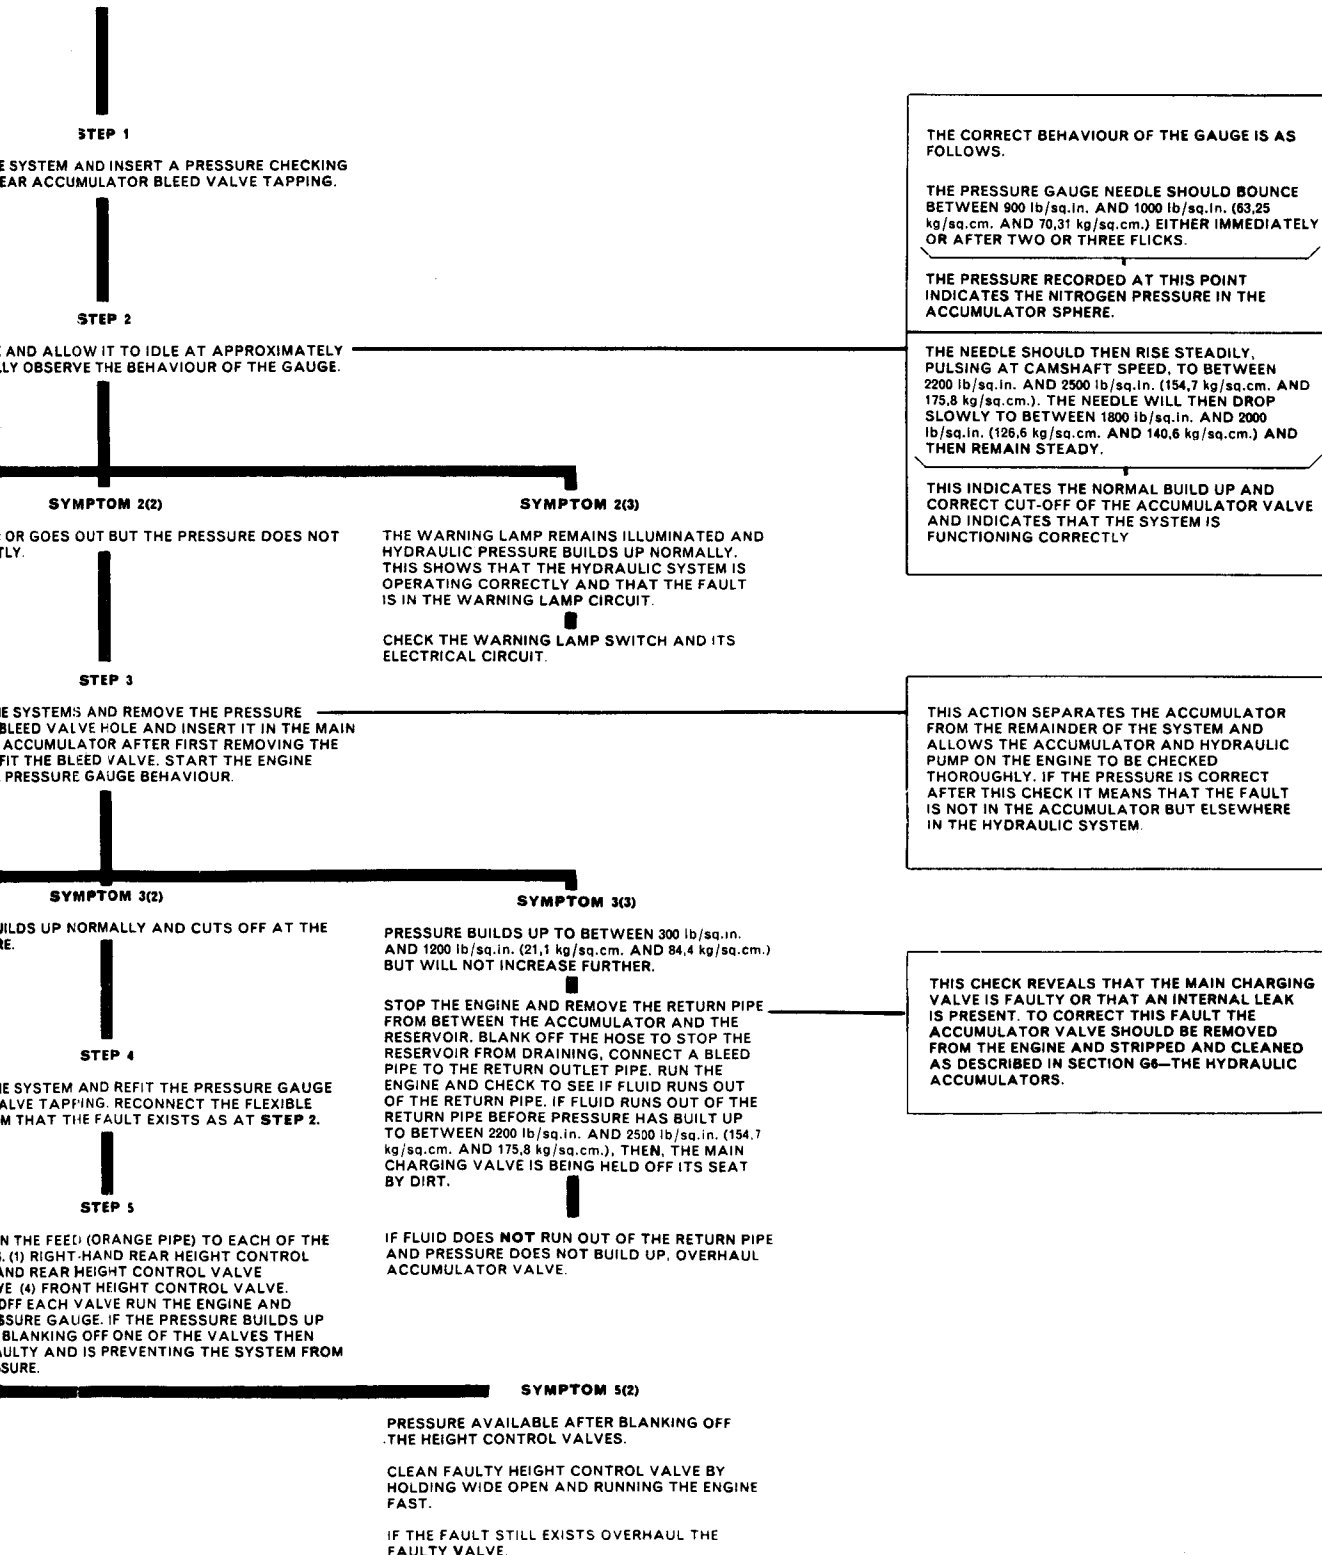 STEP 1
SYSTEM AND INSERT A PRESSURE CHECKING
ACCUMULATOR BLEED VALVE TAPPING.
STEP 2
AND ALLOW IT TO IDLE AT APPROXIMATELY
OBSERVE THE BEHAVIOUR OF THE GAUGE.
THE CORRECT BEHAVIOUR OF THE GAUGE IS AS
FOLLOWS.
THE PRESSURE GAUGE NEEDLE SHOULD BOUNCE
BETWEEN 900 lb/sq.in. AND 1000 lb/sq.in. (63,25
kg/sq.cm. AND 70,31 kg/sq.cm.) EITHER IMMEDIATELY
OR AFTER TWO OR THREE FLICKS.
THE PRESSURE RECORDED AT THIS POINT
INDICATES THE NITROGEN PRESSURE IN THE
ACCUMULATOR SPHERE.
THE NEEDLE SHOULD THEN RISE STEADILY,
PULSING AT CAMSHAFT SPEED, TO BETWEEN
2200 lb/sq.in. AND 2500 lb/sq.in. (154,7 kg/sq.cm. AND
175,8 kg/sq.cm.). THE NEEDLE WILL THEN DROP
SLOWLY TO BETWEEN 1800 lb/sq.in. AND 2000
lb/sq.in. (126,6 kg/sq.cm. AND 140,6 kg/sq.cm.) AND
THEN REMAIN STEADY.
THIS INDICATES THE NORMAL BUILD UP AND
CORRECT CUT-OFF OF THE ACCUMULATOR VALVE
AND INDICATES THAT THE SYSTEM IS
FUNCTIONING CORRECTLY
SYMPTOM 2(2)
OR GOES OUT BUT THE PRESSURE DOES NOT
SYMPTOM 2(3)
THE WARNING LAMP REMAINS ILLUMINATED AND
HYDRAULIC PRESSURE BUILDS UP NORMALLY.
THIS SHOWS THAT THE HYDRAULIC SYSTEM IS
OPERATING CORRECTLY AND THAT THE FAULT
IS IN THE WARNING LAMP CIRCUIT.
CHECK THE WARNING LAMP SWITCH AND ITS
ELECTRICAL CIRCUIT.
STEP 3
SYSTEMS AND REMOVE THE PRESSURE
BLEED VALVE HOLE AND INSERT IT IN THE MAIN
ACCUMULATOR AFTER FIRST REMOVING THE
FIT THE BLEED VALVE. START THE ENGINE
PRESSURE GAUGE BEHAVIOUR.
THIS ACTION SEPARATES THE ACCUMULATOR
FROM THE REMAINDER OF THE SYSTEM AND
ALLOWS THE ACCUMULATOR AND HYDRAULIC
PUMP ON THE ENGINE TO BE CHECKED
THOROUGHLY. IF THE PRESSURE IS CORRECT
AFTER THIS CHECK IT MEANS THAT THE FAULT
IS NOT IN THE ACCUMULATOR BUT ELSEWHERE
IN THE HYDRAULIC SYSTEM.
SYMPTOM 3(2)
UILDS UP NORMALLY AND CUTS OFF AT THE
RE.
SYMPTOM 3(3)
PRESSURE BUILDS UP TO BETWEEN 300 lb/sq.in.
AND 1200 lb/sq.in. (21,1 kg/sq.cm. AND 84,4 kg/sq.cm.)
BUT WILL NOT INCREASE FURTHER.
STOP THE ENGINE AND REMOVE THE RETURN PIPE
FROM BETWEEN THE ACCUMULATOR AND THE
RESERVOIR. BLANK OFF THE HOSE TO STOP THE
RESERVOIR FROM DRAINING, CONNECT A BLEED
PIPE TO THE RETURN OUTLET PIPE. RUN THE
ENGINE AND CHECK TO SEE IF FLUID RUNS OUT
OF THE RETURN PIPE. IF FLUID RUNS OUT OF THE
RETURN PIPE BEFORE PRESSURE HAS BUILT UP
TO BETWEEN 2200 lb/sq.in. AND 2500 lb/sq.in. (154,7
kg/sq.cm. AND 175,8 kg/sq.cm.), THEN, THE MAIN
CHARGING VALVE IS BEING HELD OFF ITS SEAT
BY DIRT.
IF FLUID DOES NOT RUN OUT OF THE RETURN PIPE
AND PRESSURE DOES NOT BUILD UP, OVERHAUL
ACCUMULATOR VALVE.
THIS CHECK REVEALS THAT THE MAIN CHARGING
VALVE IS FAULTY OR THAT AN INTERNAL LEAK
IS PRESENT. TO CORRECT THIS FAULT THE
ACCUMULATOR VALVE SHOULD BE REMOVED
FROM THE ENGINE AND STRIPPED AND CLEANED
AS DESCRIBED IN SECTION G6—THE HYDRAULIC
ACCUMULATORS.
STEP 4
SYSTEM AND REFIT THE PRESSURE GAUGE
ALVE TAPPING. RECONNECT THE FLEXIBLE
THAT THE FAULT EXISTS AS AT STEP 2.
STEP 5
THE FEED (ORANGE PIPE) TO EACH OF THE
(1) RIGHT-HAND REAR HEIGHT CONTROL
AND REAR HEIGHT CONTROL VALVE
(4) FRONT HEIGHT CONTROL VALVE.
OFF EACH VALVE RUN THE ENGINE AND
SSURE GAUGE. IF THE PRESSURE BUILDS UP
BLANKING OFF ONE OF THE VALVES THEN
AULTY AND IS PREVENTING THE SYSTEM FROM
SSURE.
SYMPTOM 5(2)
PRESSURE AVAILABLE AFTER BLANKING OFF
THE HEIGHT CONTROL VALVES.
CLEAN FAULTY HEIGHT CONTROL VALVE BY
HOLDING WIDE OPEN AND RUNNING THE ENGINE
FAST.
IF THE FAULT STILL EXISTS OVERHAUL THE
FAULTY VALVE.